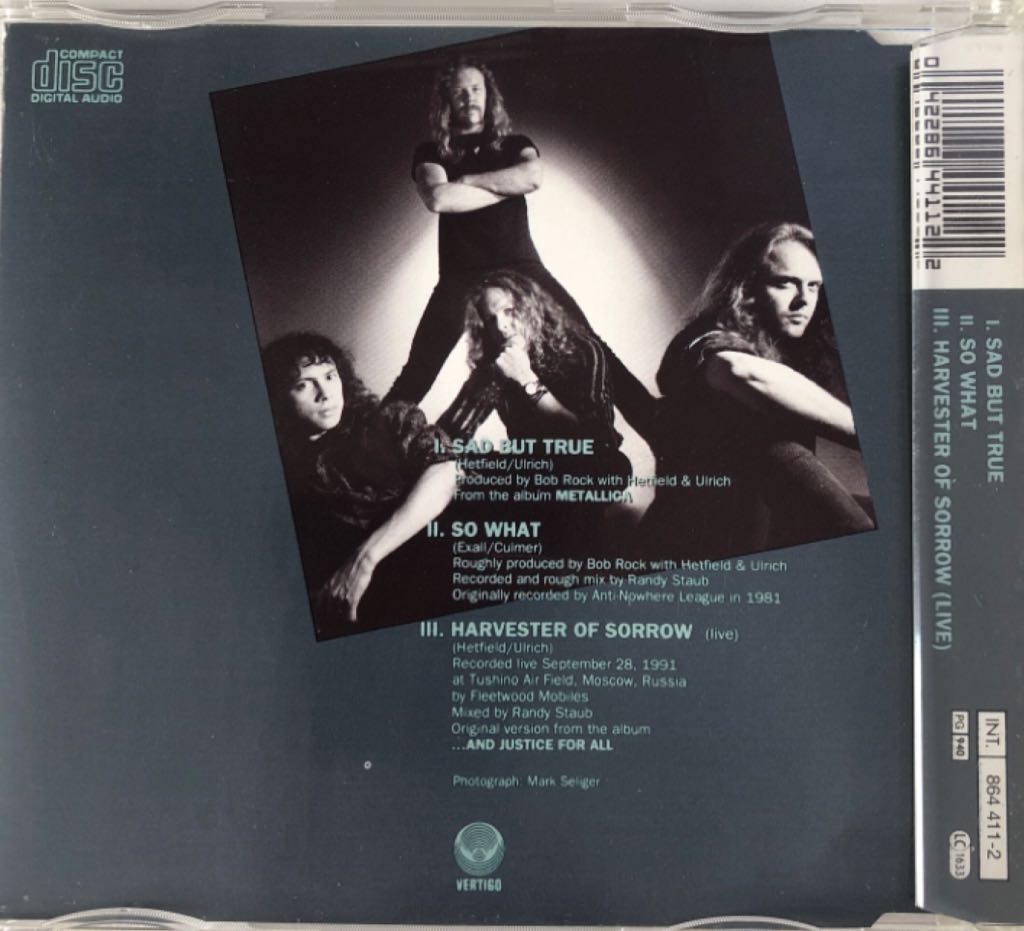 COMPACT
disc
DIGITAL AUDIO
I. SAD BUT TRUE
(Hetfield/Ulrich)
Produced by Bob Rock with Hetfield & Ulrich
From the album METALLICA
II. SO WHAT
(Exall/Culmer)
Roughly produced by Bob Rock with Hetfield & Ulrich
Recorded and rough mix by Randy Staub
Originally recorded by Anti-Nowhere League in 1981
III. HARVESTER OF SORROW (live)
(Hetfield/Ulrich)
Recorded live September 28, 1991
at Tushino Air Field, Moscow, Russia
by Fleetwood Mobiles
Mixed by Randy Staub
Original version from the album
...AND JUSTICE FOR ALL
Photograph: Mark Seliger
VERTIGO
0 42286 44112 2
I. SAD BUT TRUE
II. SO WHAT
III. HARVESTER OF SORROW (LIVE)
INT. 864 411-2
PG 940
LC 1633